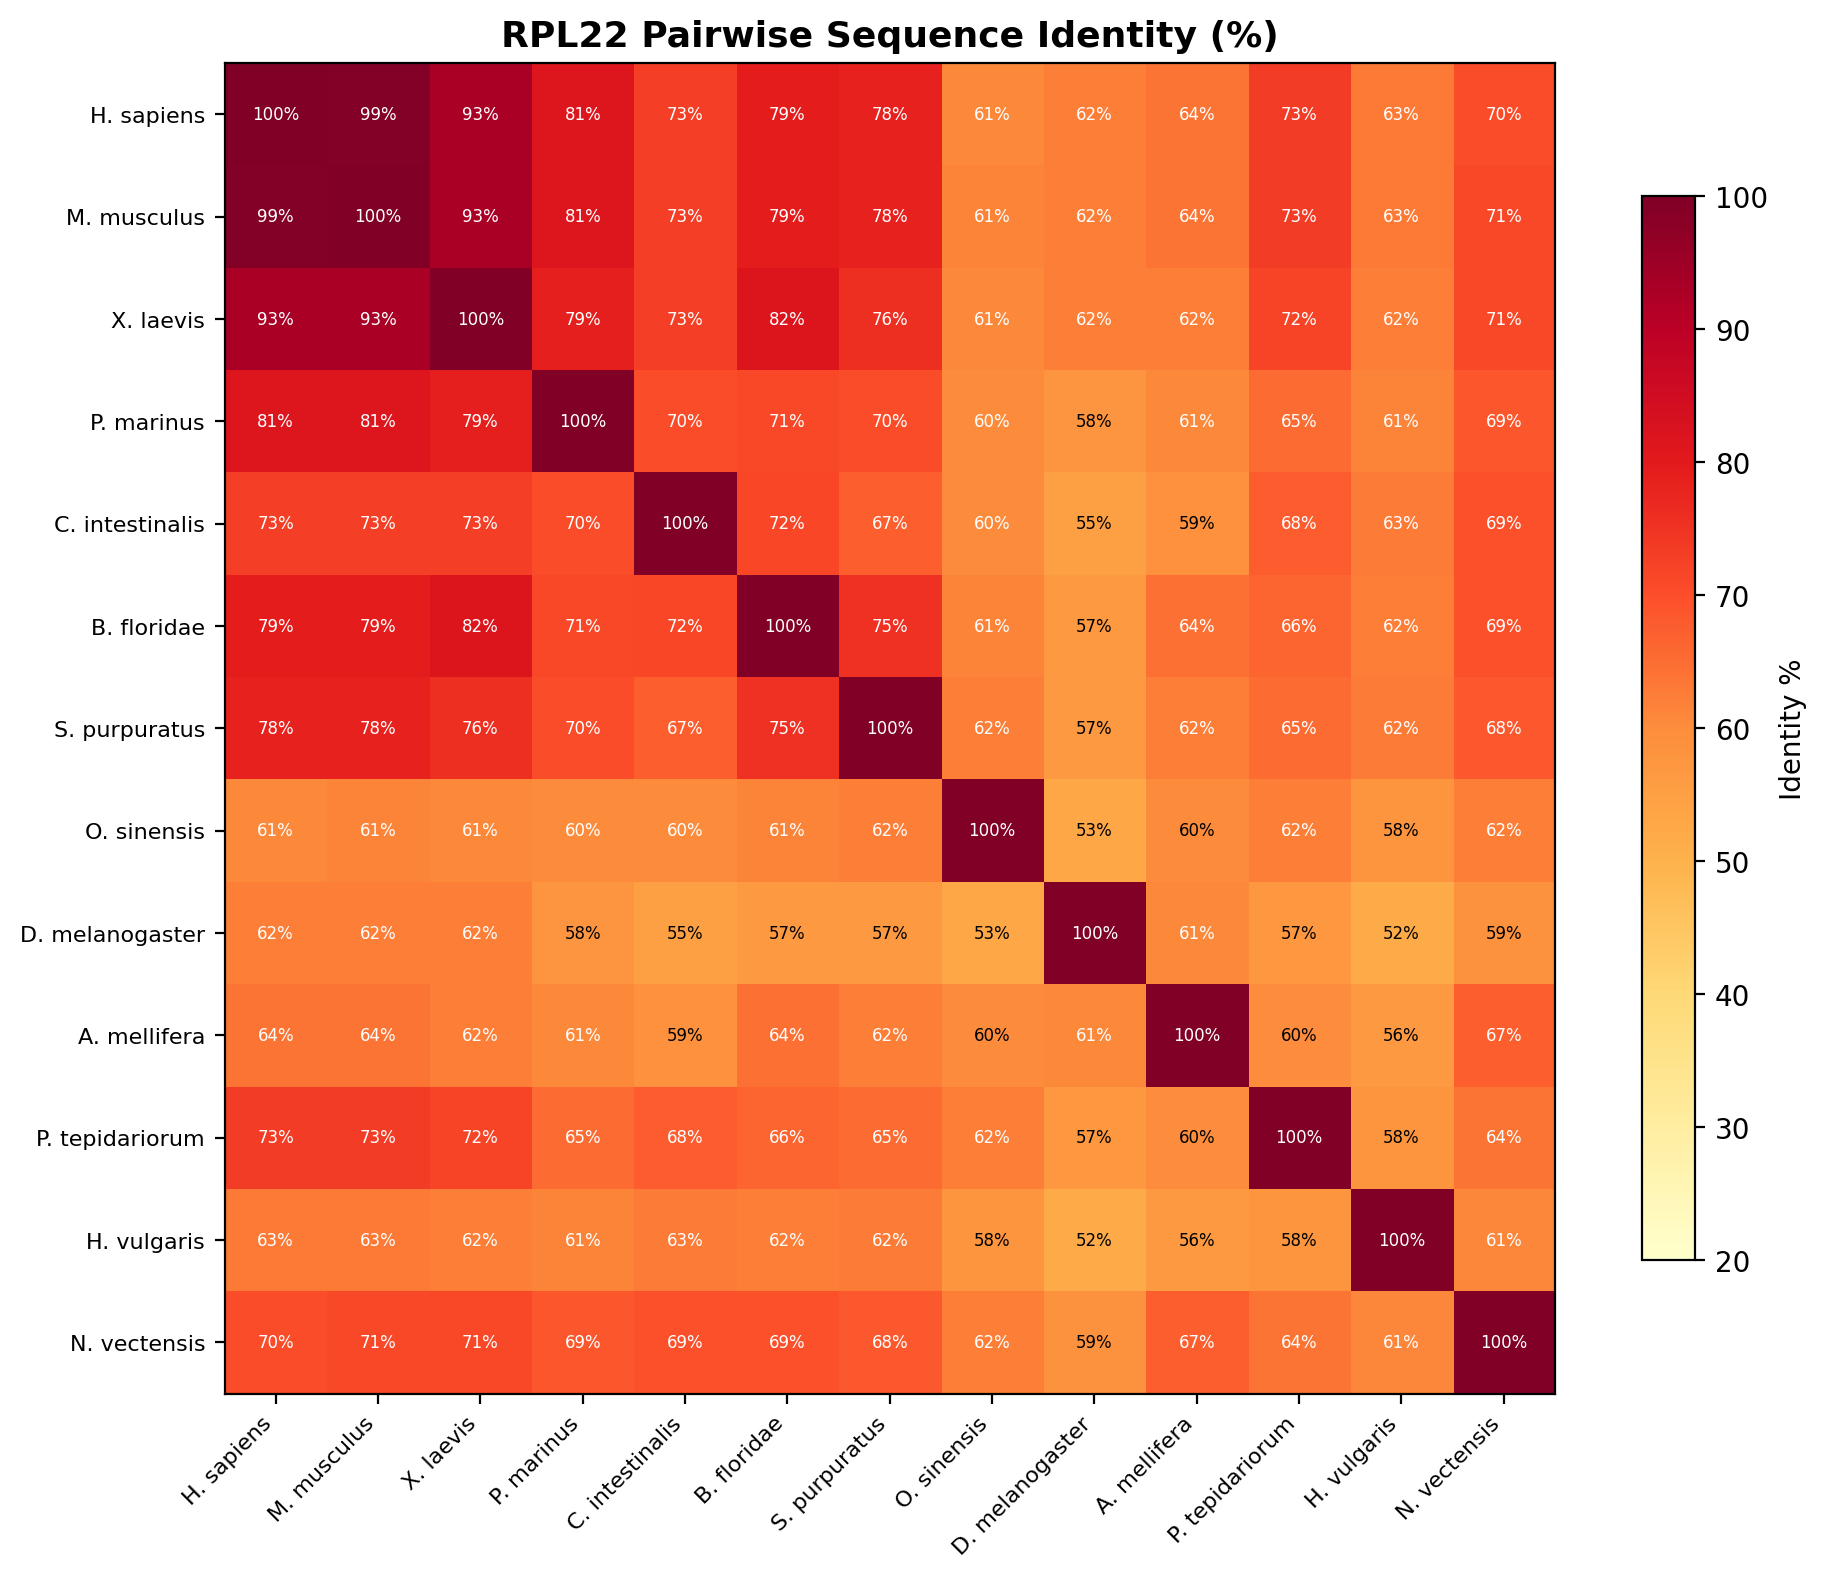 RPL22 Pairwise Sequence Identity (%)
H. sapiens 100% 99% 93% 81% 73% 79% 78% 61% 62% 64% 73% 63% 70%
M. musculus 99% 100% 93% 81% 73% 79% 78% 61% 62% 64% 73% 63% 71%
X. laevis 93% 93% 100% 79% 73% 82% 76% 61% 62% 62% 72% 62% 71%
P. marinus 81% 81% 79% 100% 70% 71% 70% 60% 58% 61% 65% 61% 69%
C. intestinalis 73% 73% 73% 70% 100% 72% 67% 60% 55% 59% 68% 63% 69%
B. floridae 79% 79% 82% 71% 72% 100% 75% 61% 57% 64% 66% 62% 69%
S. purpuratus 78% 78% 76% 70% 67% 75% 100% 62% 57% 62% 65% 62% 68%
O. sinensis 61% 61% 61% 60% 60% 61% 62% 100% 53% 60% 62% 58% 62%
D. melanogaster 62% 62% 62% 58% 55% 57% 57% 53% 100% 61% 57% 52% 59%
A. mellifera 64% 64% 62% 61% 59% 64% 62% 60% 61% 100% 60% 56% 67%
P. tepidariorum 73% 73% 72% 65% 68% 66% 65% 62% 57% 60% 100% 58% 64%
H. vulgaris 63% 63% 62% 61% 63% 62% 62% 58% 52% 56% 58% 100% 61%
N. vectensis 70% 71% 71% 69% 69% 69% 68% 62% 59% 67% 64% 61% 100%
H. sapiens
M. musculus
X. laevis
P. marinus
C. intestinalis
B. floridae
S. purpuratus
O. sinensis
D. melanogaster
A. mellifera
P. tepidariorum
H. vulgaris
N. vectensis
100
90
80
70
60
50
40
30
20
Identity %